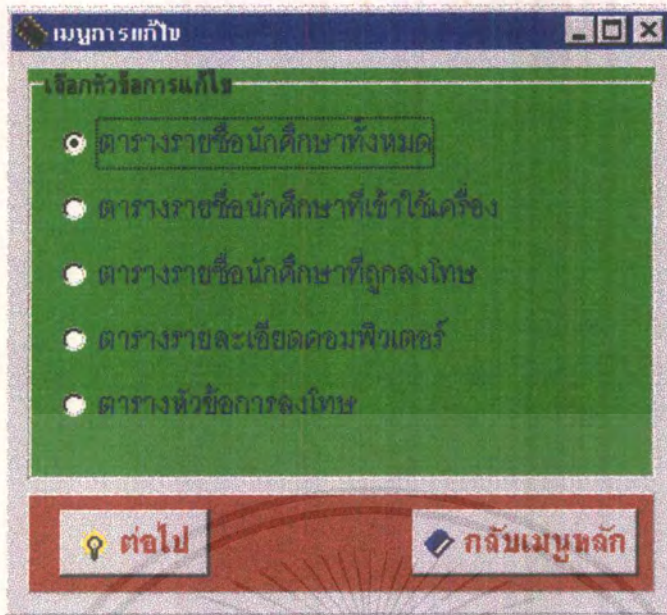 เมนูการแก้ไข
เลือกหัวข้อการแก้ไข
ตารางรายชื่อนักศึกษาทั้งหมด
ตารางรายชื่อนักศึกษาที่เข้าใช้เครื่อง
ตารางรายชื่อนักศึกษาที่ถูกลงโทษ
ตารางรายละเอียดคอมพิวเตอร์
ตารางหัวข้อการลงโทษ
ต่อไป
กลับเมนูหลัก